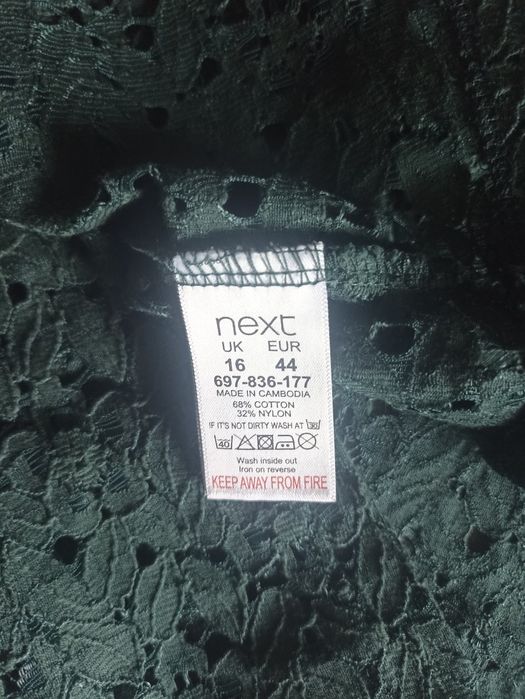 next
UK EUR
16 44
697-836-177
MADE IN CAMBODIA
68% COTTON
32% NYLON
IF IT'S NOT DIRTY WASH AT 30
40
Wash inside out
Iron on reverse
KEEP AWAY FROM FIRE